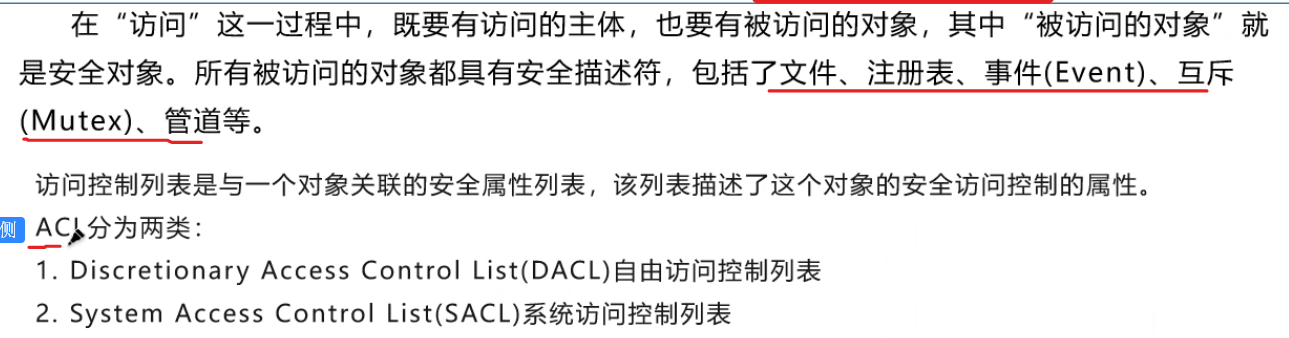 在“访问”这一过程中，既要有访问的主体，也要有被访问的对象，其中“被访问的对象”就
是安全对象。所有被访问的对象都具有安全描述符，包括了文件、注册表、事件(Event)、互斥
(Mutex)、管道等。
访问控制列表是与一个对象关联的安全属性列表，该列表描述了这个对象的安全访问控制的属性。
侧
ACL分为两类：
1. Discretionary Access Control List(DACL)自由访问控制列表
2. System Access Control List(SACL)系统访问控制列表